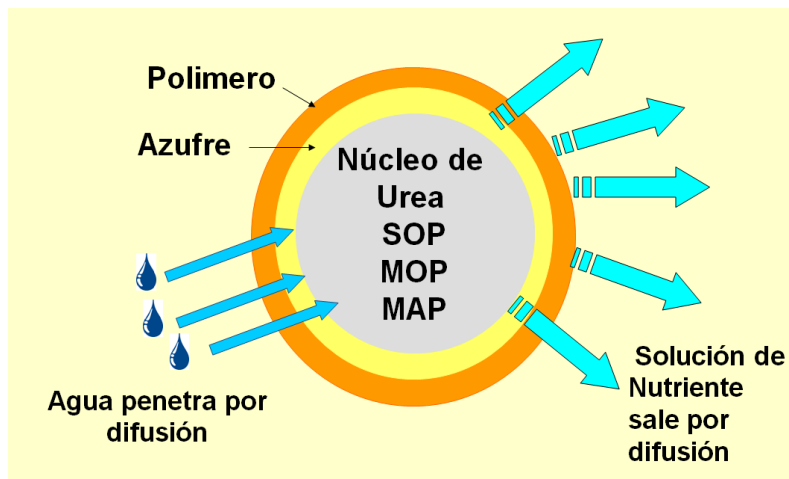 Polimero
Azufre
Núcleo de
Urea
SOP
MOP
MAP
Agua penetra por
difusión
Solución de
Nutriente
sale por
difusión